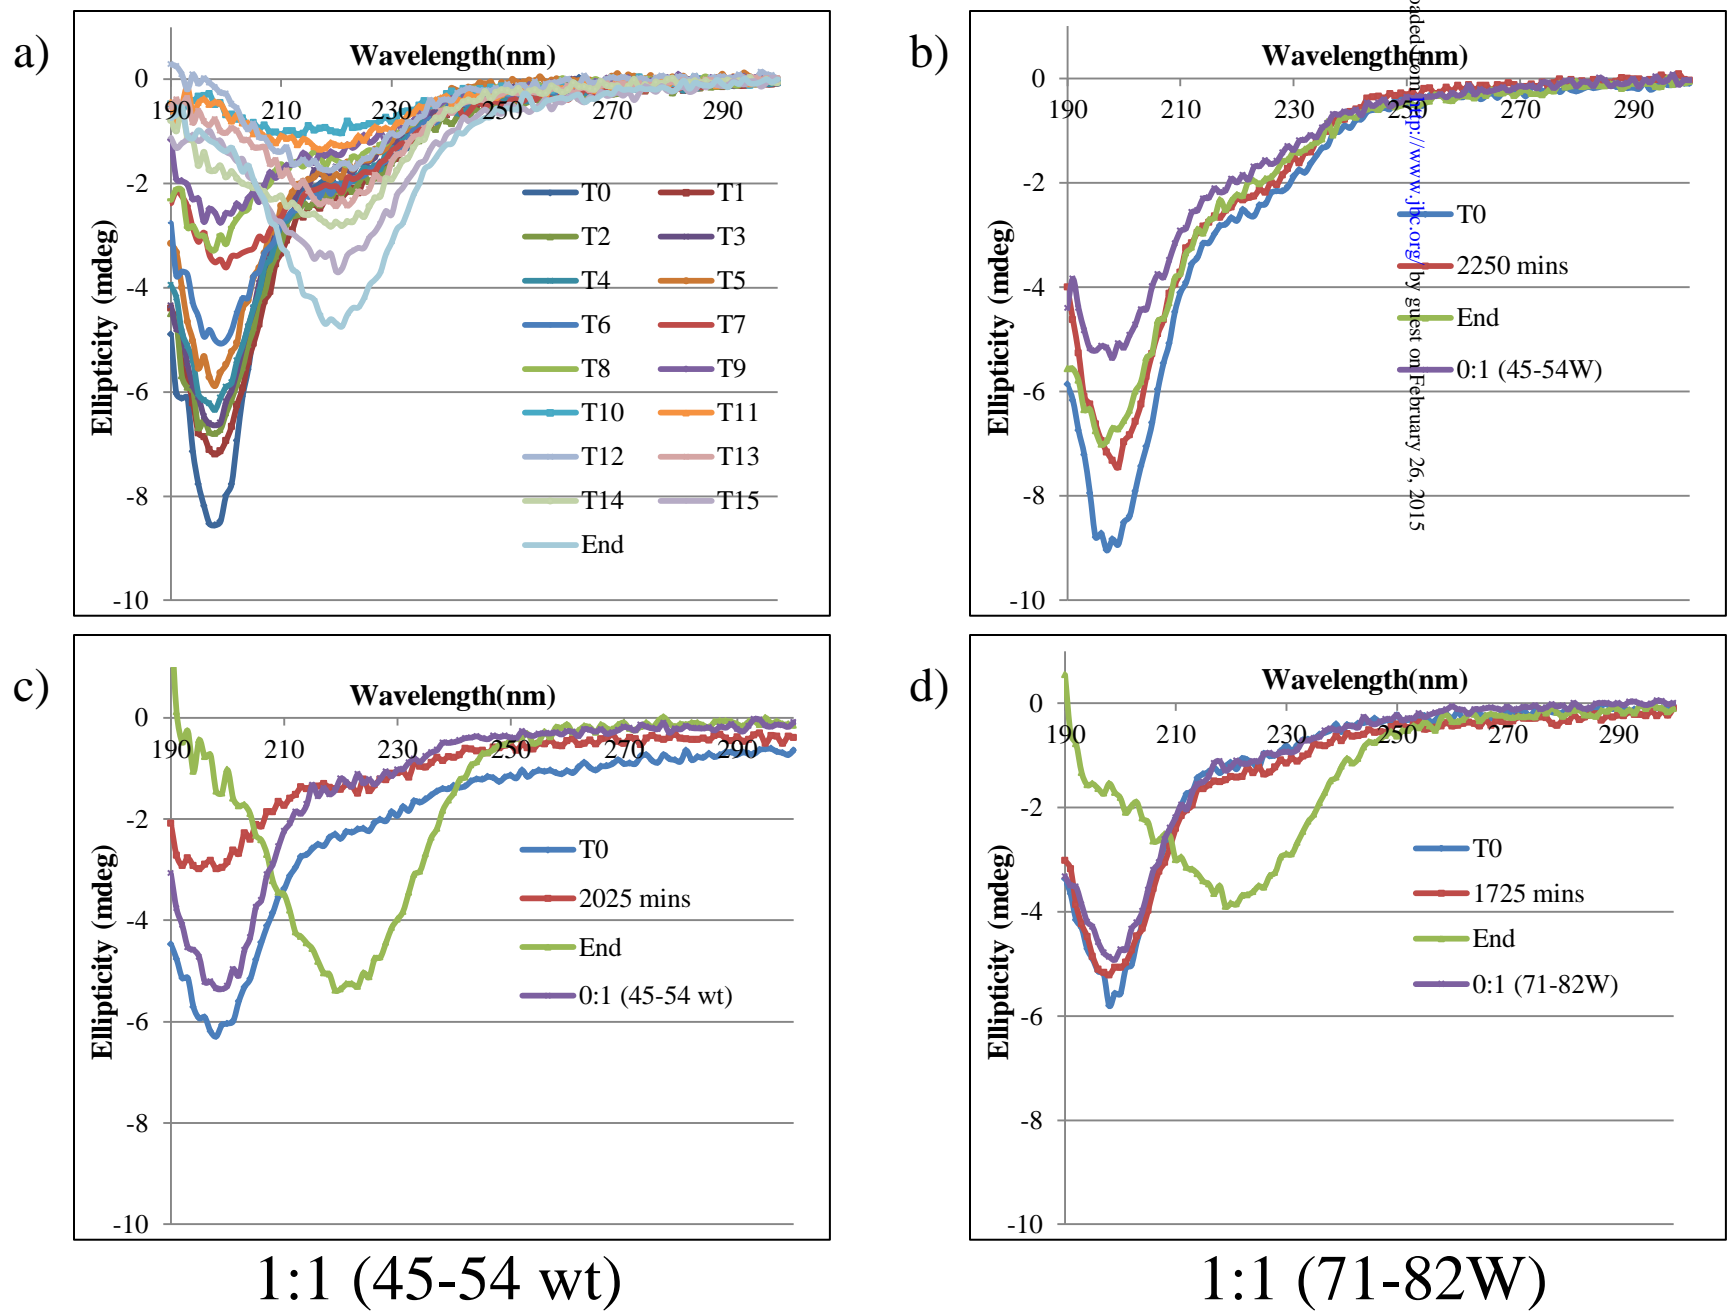 a)
Wavelength(nm)
0
190
210
230
250
270
290
-2
-4
-6
-8
-10
Ellipticity (mdeg)
T0
T1
T2
T3
T4
T5
T6
T7
T8
T9
T10
T11
T12
T13
T14
T15
End
b)
Wavelength(nm)
0
190
210
230
250
270
290
-2
-4
-6
-8
-10
Ellipticity (mdeg)
T0
2250 mins
End
0:1 (45-54W)
http://www.jbc.org/ by guest on February 26, 2015
c)
Wavelength(nm)
0
190
210
230
250
270
290
-2
-4
-6
-8
-10
Ellipticity (mdeg)
T0
2025 mins
End
0:1 (45-54 wt)
1:1 (45-54 wt)
d)
Wavelength(nm)
0
190
210
230
250
270
290
-2
-4
-6
-8
-10
Ellipticity (mdeg)
T0
1725 mins
End
0:1 (71-82W)
1:1 (71-82W)